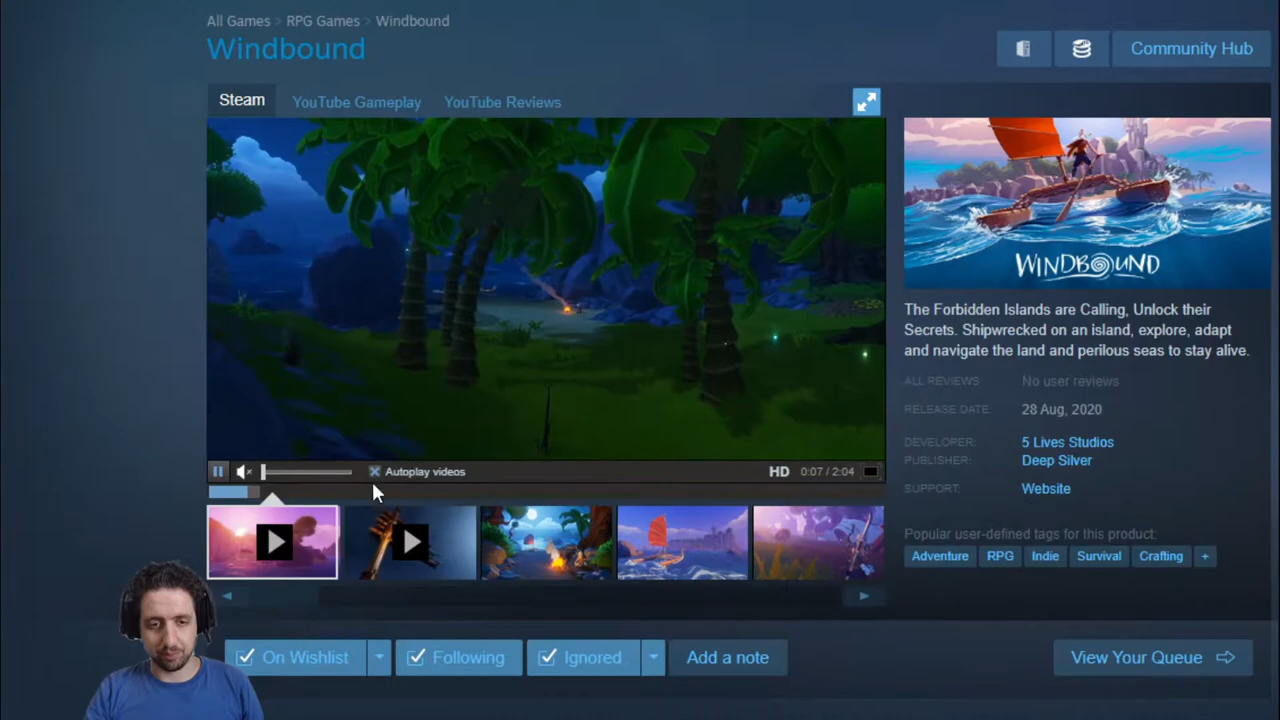 All Games > RPG Games > Windbound
Windbound
Community Hub
Steam
YouTube Gameplay
YouTube Reviews
WINDBOUND
The Forbidden Islands are Calling, Unlock their
Secrets. Shipwrecked on an island, explore, adapt
and navigate the land and perilous seas to stay alive.
ALL REVIEWS No user reviews
RELEASE DATE: 28 Aug, 2020
DEVELOPER: 5 Lives Studios
PUBLISHER: Deep Silver
SUPPORT: Website
Autoplay videos
HD 0:07 / 2:04
Popular user-defined tags for this product:
Adventure RPG Indie Survival Crafting +
On Wishlist
Following
Ignored
Add a note
View Your Queue